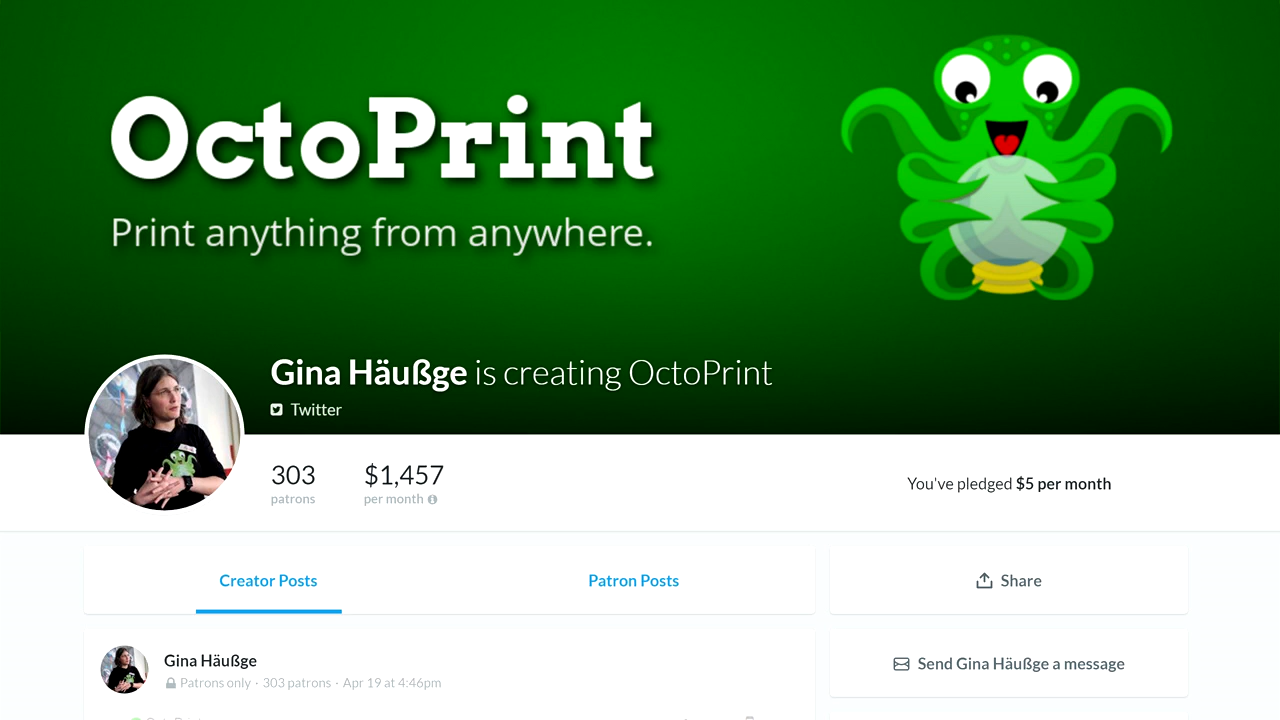 OctoPrint
Print anything from anywhere.
Gina Häußge is creating OctoPrint
Twitter
303
patrons
$1,457
per month
You've pledged $5 per month
Creator Posts
Patron Posts
Share
Gina Häußge
Patrons only · 303 patrons · Apr 19 at 4:46pm
Send Gina Häußge a message